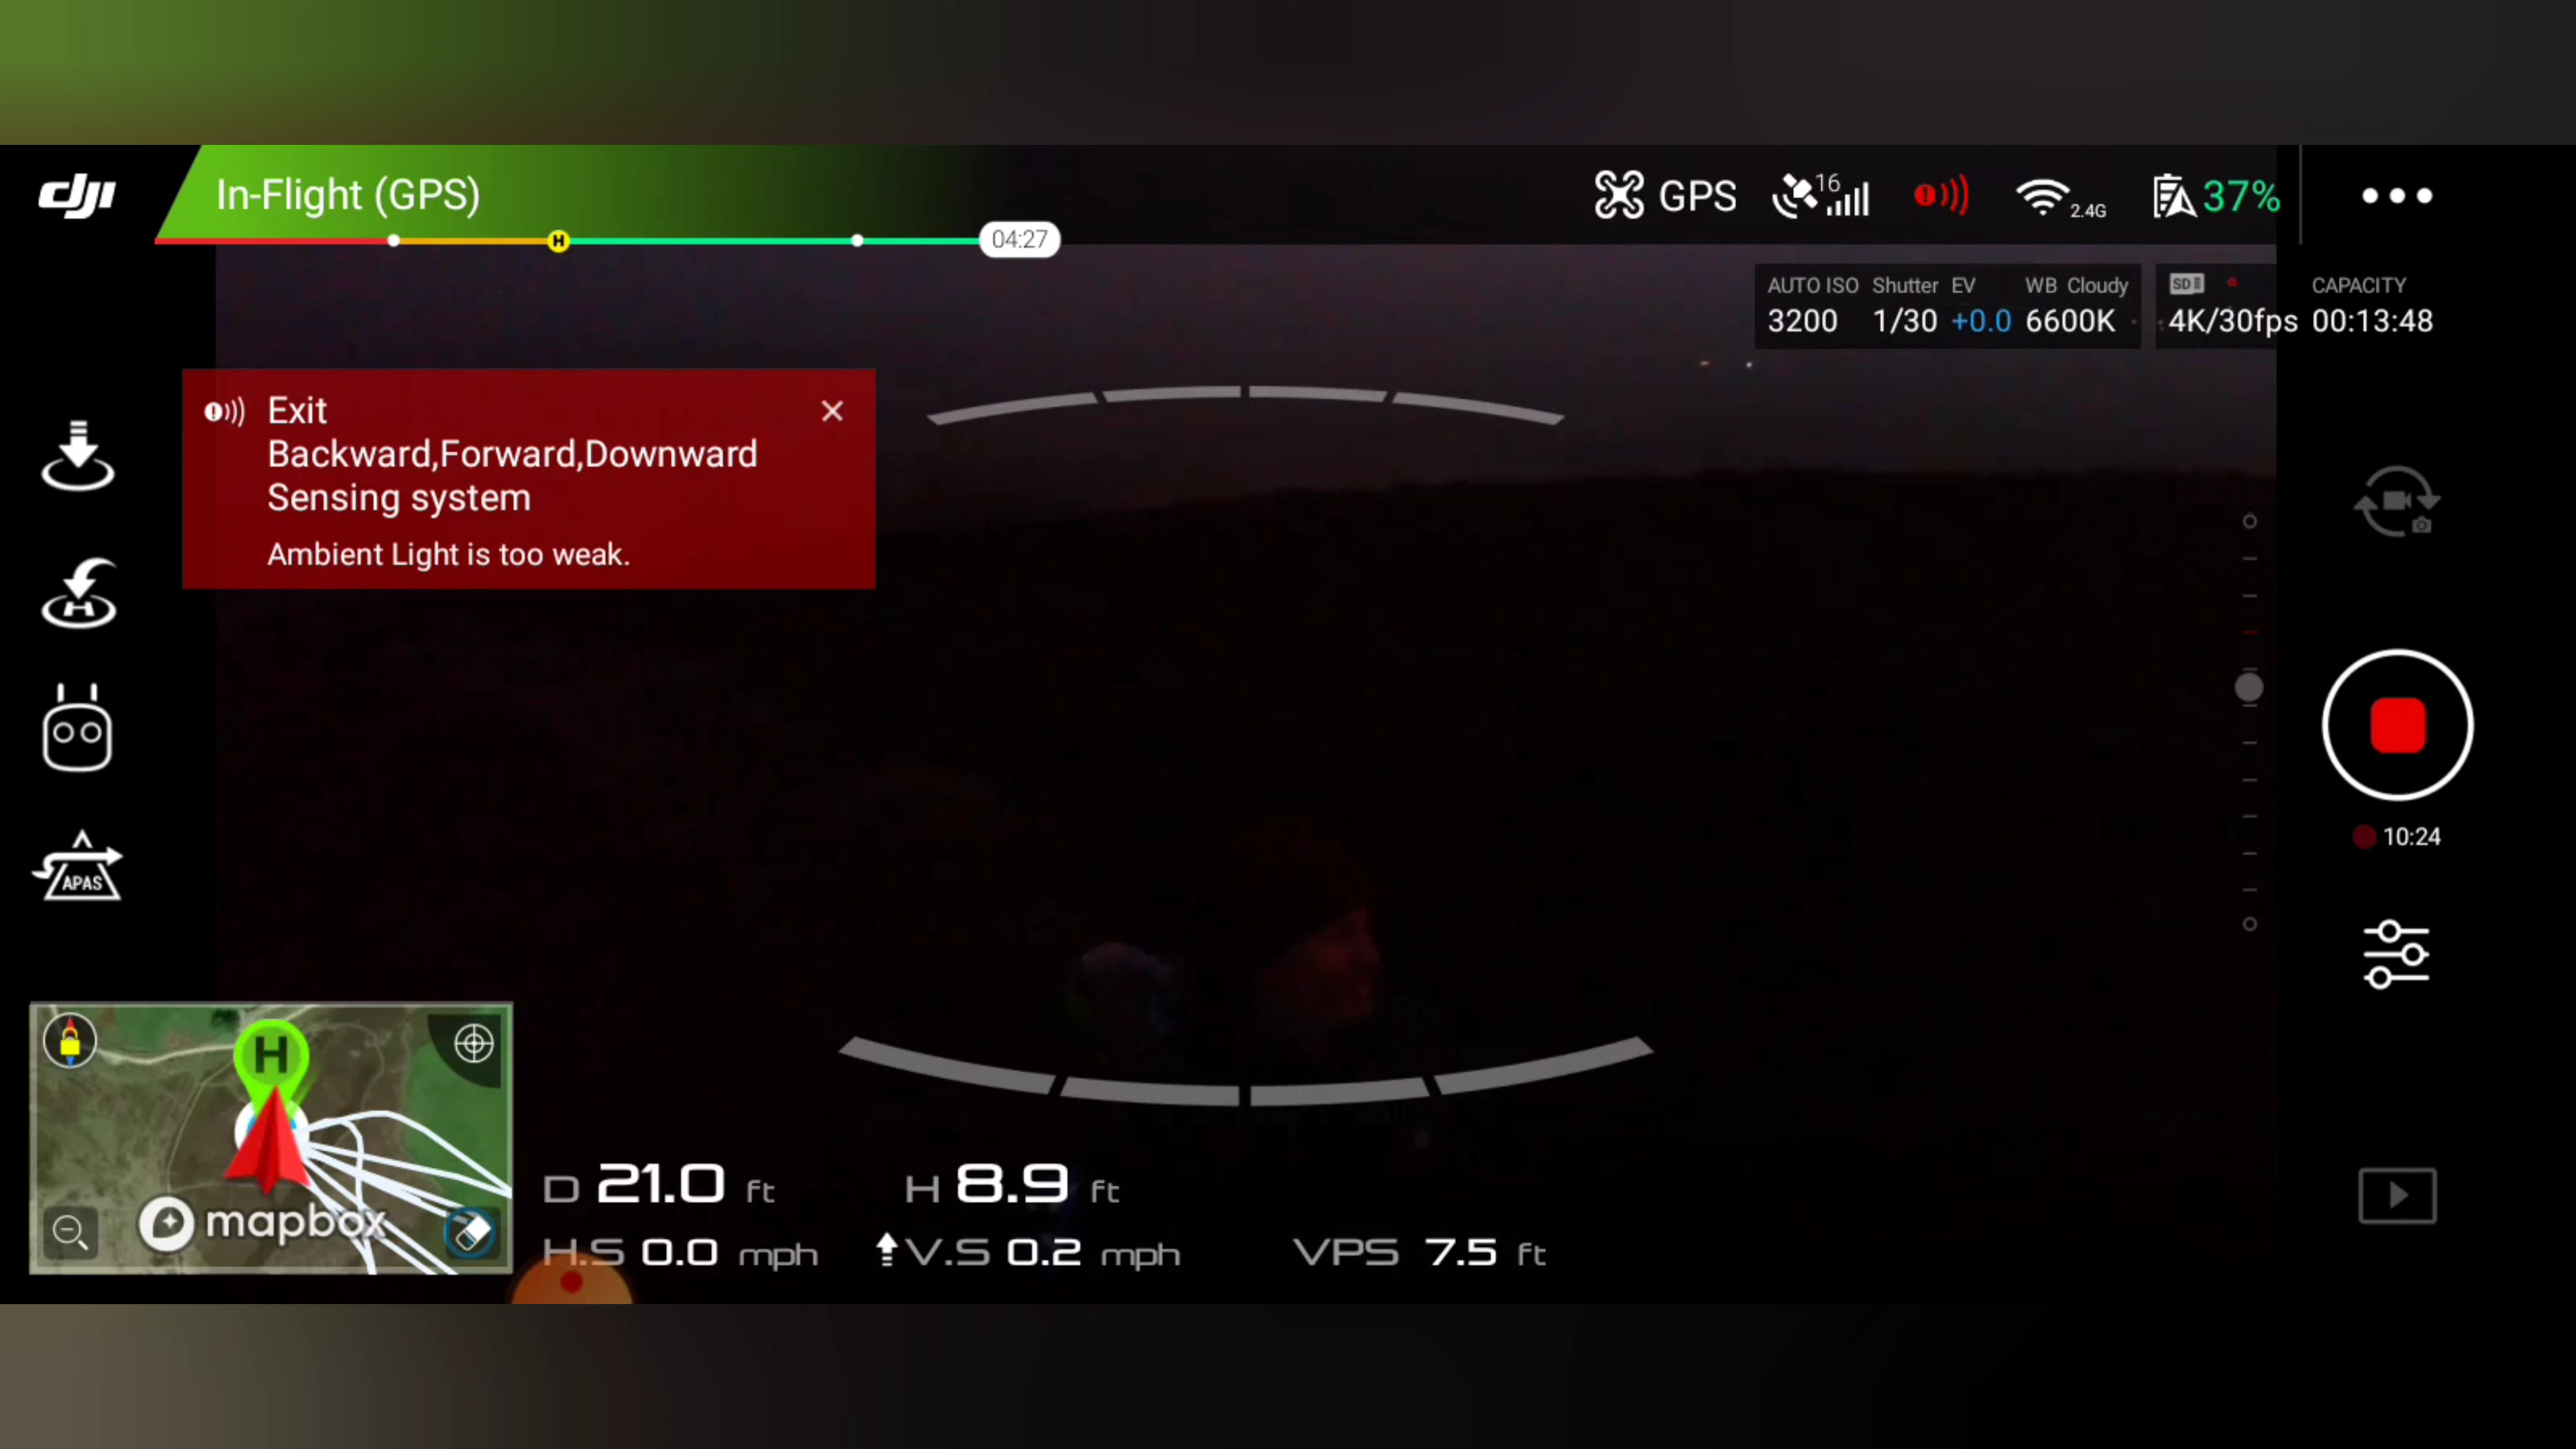 dji
In-Flight (GPS)
GPS
16
2.4G
37%
H
04:27
AUTO ISO Shutter EV WB Cloudy
3200 1/30 +0.0 6600K
SD
CAPACITY
4K/30fps 00:13:48
Exit
Backward,Forward,Downward
Sensing system
Ambient Light is too weak.
H
APAS
10:24
H
mapbox
D 21.0 ft H 8.9 ft
H.S 0.0 mph V.S 0.2 mph VPS 7.5 ft